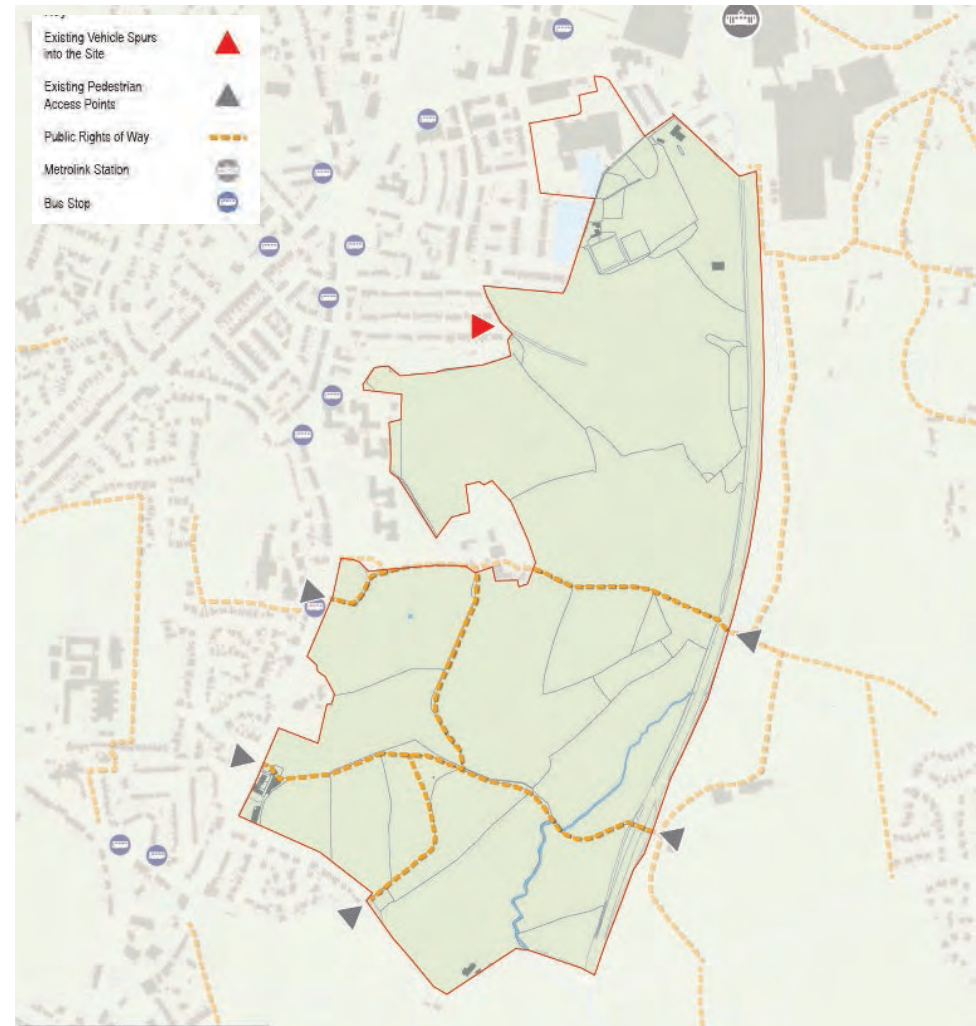 Existing Vehicle Spurs
into the Site
Existing Pedestrian
Access Points
Public Rights of Way
Metrolink Station
Bus Stop